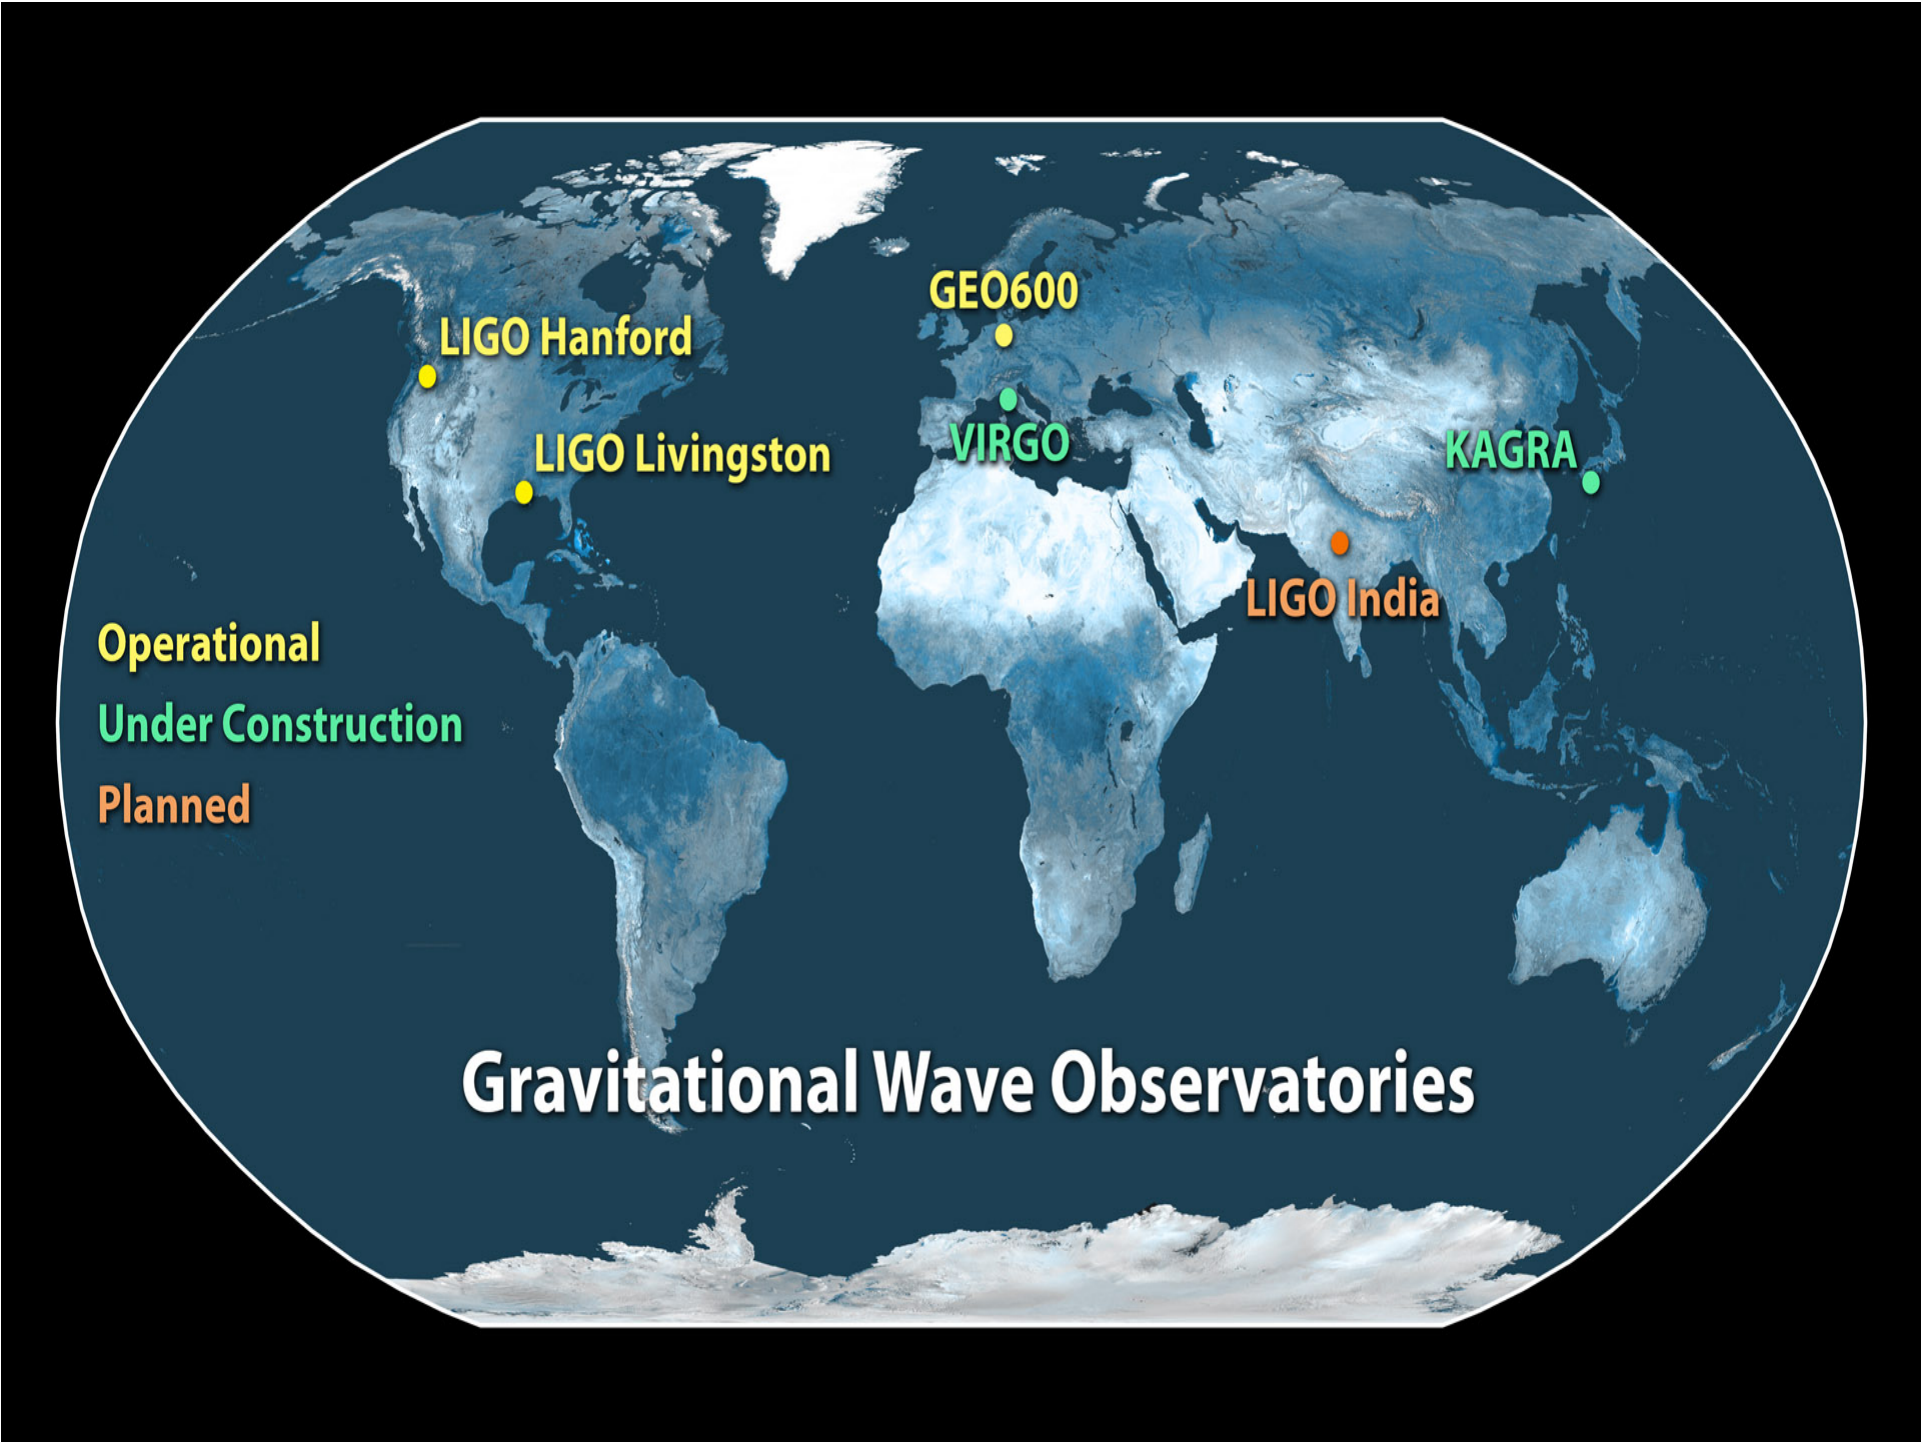 GEO600
LIGO Hanford
VIRGO
KAGRA
LIGO Livingston
LIGO India
Operational
Under Construction
Planned
Gravitational Wave Observatories